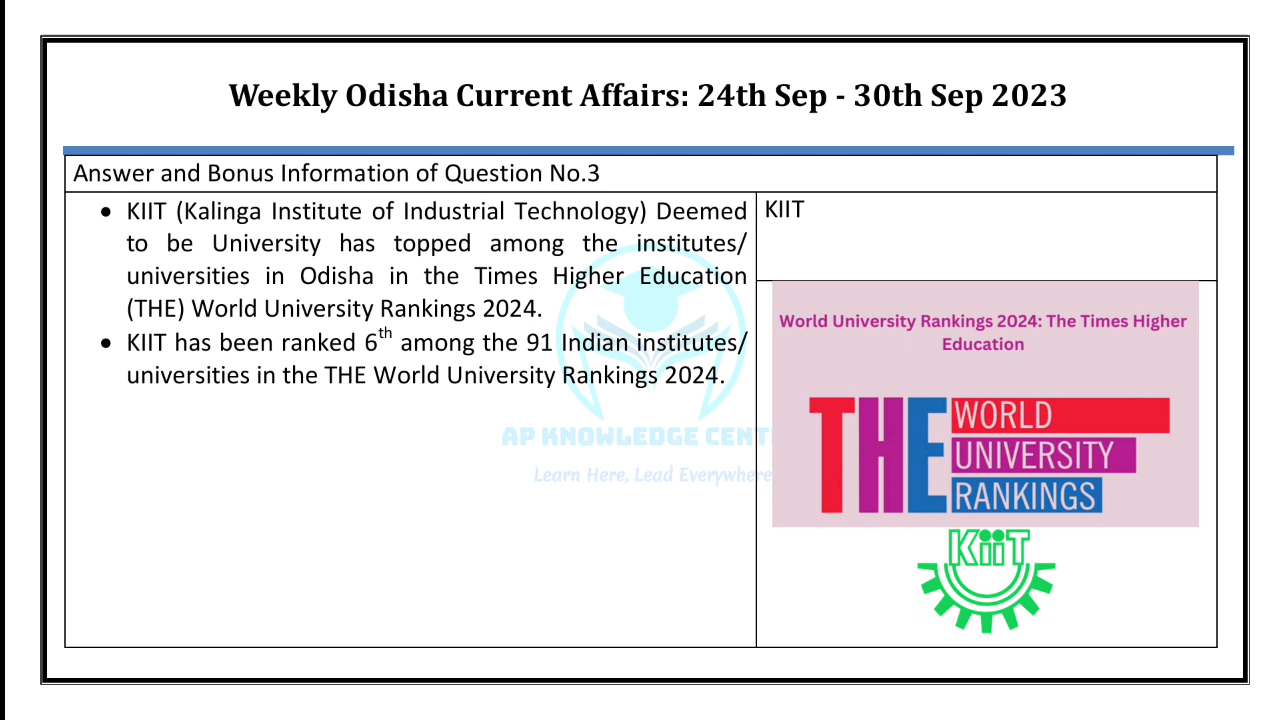 Weekly Odisha Current Affairs: 24th Sep - 30th Sep 2023
Answer and Bonus Information of Question No.3
• KIIT (Kalinga Institute of Industrial Technology) Deemed
to be University has topped among the institutes/
universities in Odisha in the Times Higher Education
(THE) World University Rankings 2024.
• KIIT has been ranked 6th among the 91 Indian institutes/
universities in the THE World University Rankings 2024.
AP KNOWLEDGE CENT
Learn Here, Lead Everywhere
KIIT
World University Rankings 2024: The Times Higher
Education
THE
WORLD
UNIVERSITY
RANKINGS
KiiT